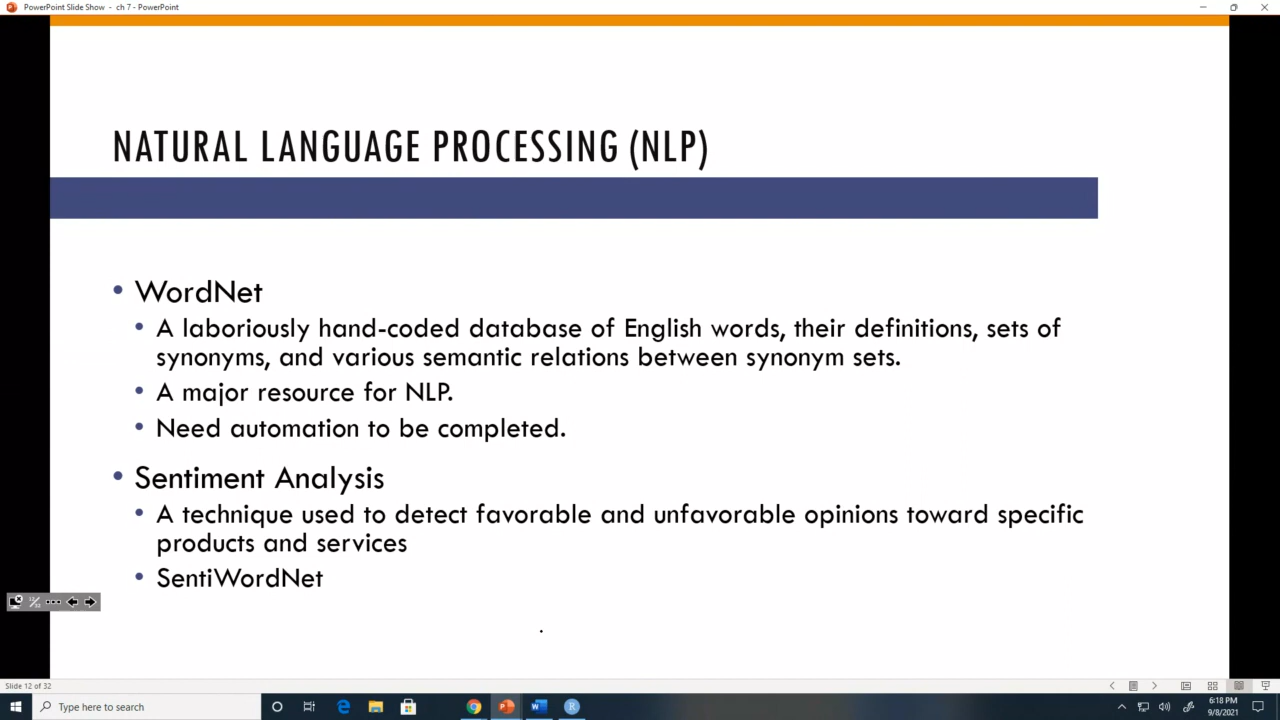 PowerPoint Slide Show - ch 7 - PowerPoint
NATURAL LANGUAGE PROCESSING (NLP)
• WordNet
• A laboriously hand-coded database of English words, their definitions, sets of
synonyms, and various semantic relations between synonym sets.
• A major resource for NLP.
• Need automation to be completed.
• Sentiment Analysis
• A technique used to detect favorable and unfavorable opinions toward specific
products and services
• SentiWordNet
Slide 12 of 32
Type here to search
6:18 PM
9/8/2021